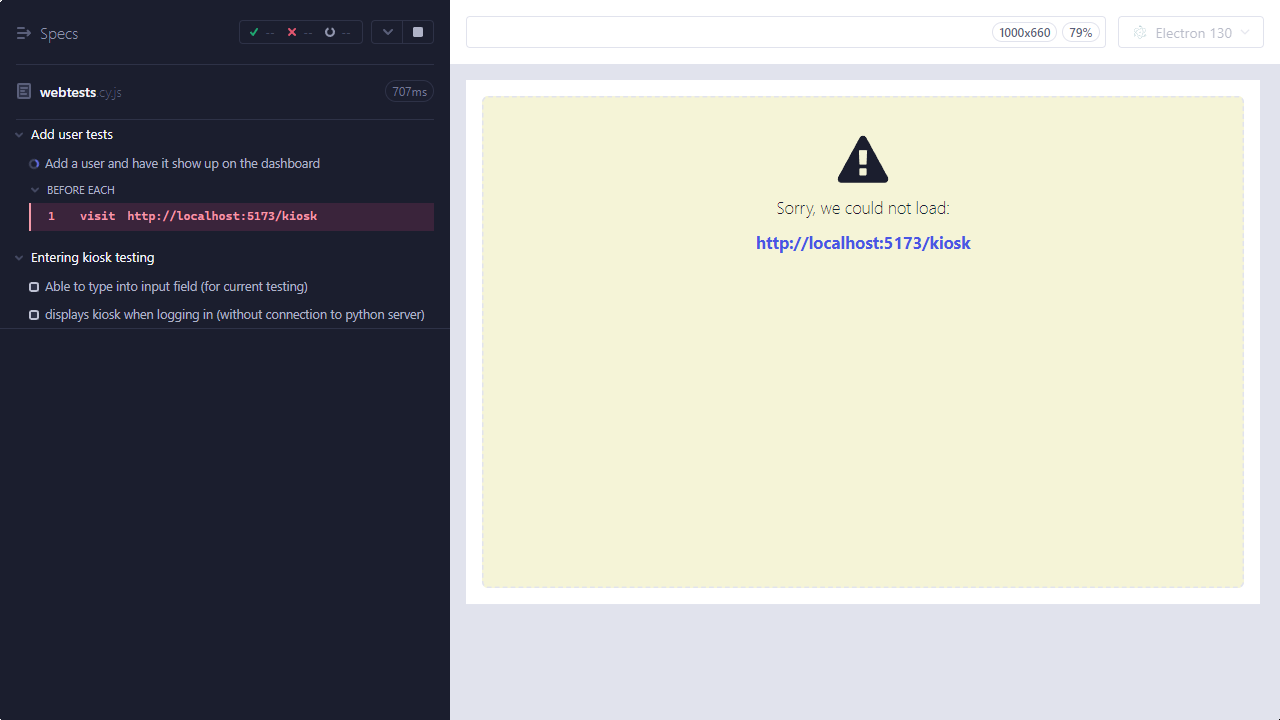 Specs
-- -- --
webtests.cy.js
707ms
Add user tests
Add a user and have it show up on the dashboard
BEFORE EACH
1 visit http://localhost:5173/kiosk
Entering kiosk testing
Able to type into input field (for current testing)
displays kiosk when logging in (without connection to python server)
1000x660
79%
Electron 130
Sorry, we could not load:
http://localhost:5173/kiosk